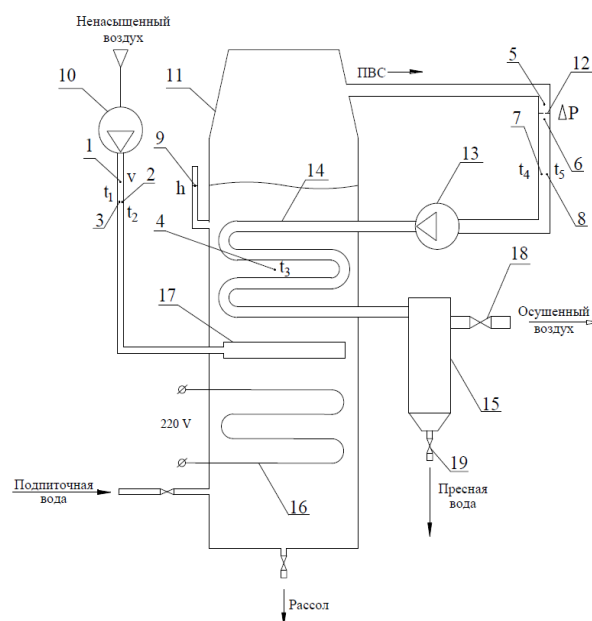 Ненасыщенный
воздух
10
11
ПВС
5
12
ΔP
9
7
6
13
1
14
v
2
h
t4
t5
t1
3
t2
4
8
t3
18
17
Осушенный
воздух
15
220 V
19
Подпиточная
вода
16
Пресная
вода
Рассол